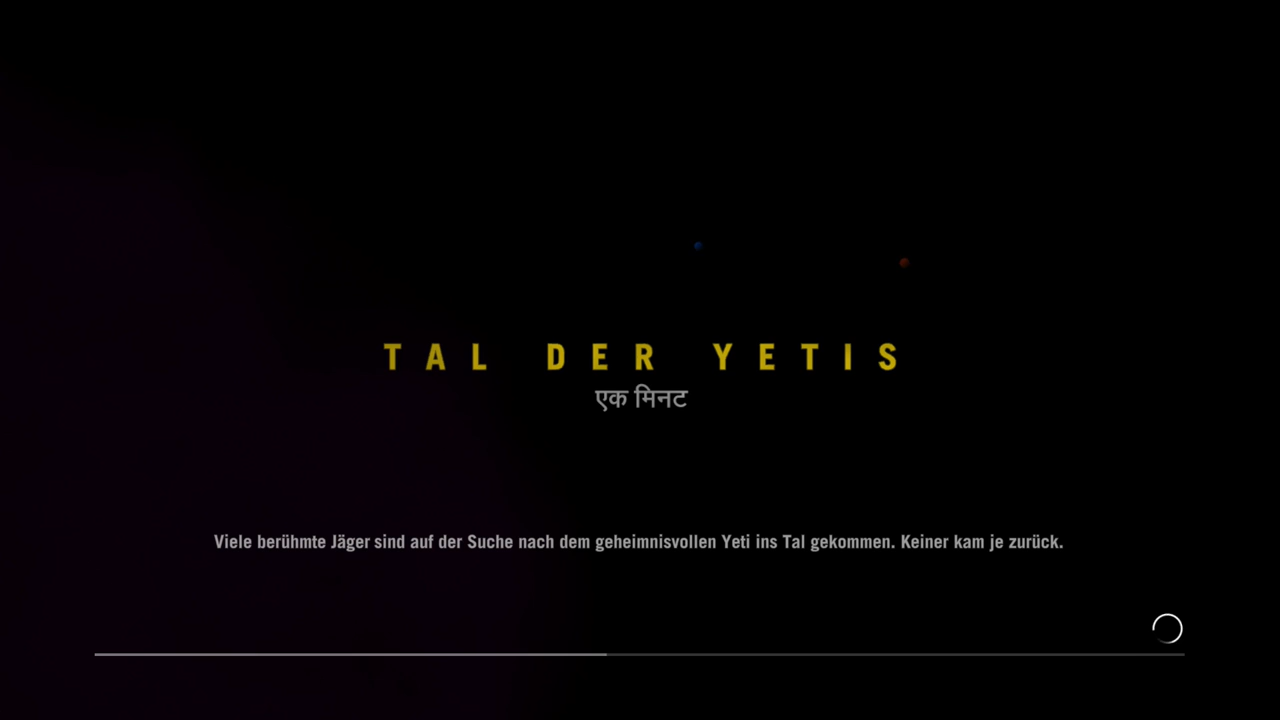 TAL DER YETIS
एक मिनट
Viele berühmte Jäger sind auf der Suche nach dem geheimnisvollen Yeti ins Tal gekommen. Keiner kam je zurück.